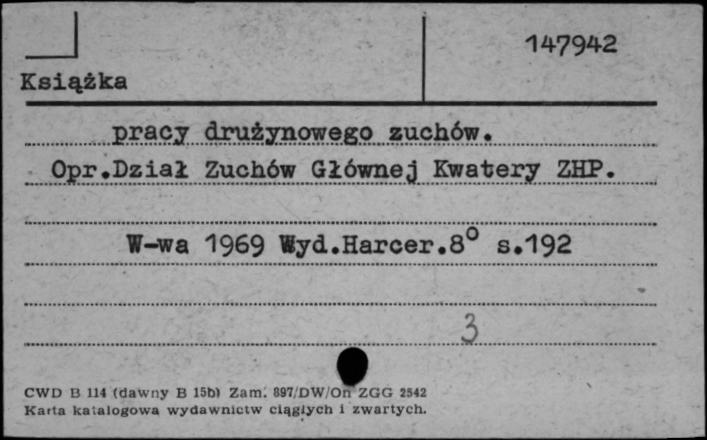 147942
Książka
pracy drużynowego zuchów.
Opr.Dział Zuchów Głównej Kwatery ZHP.
W-wa 1969 Wyd.Harcer.8° s.192
3
CWD B 114 (dawny B 15b) Zam. 897/DW/On ZGG 2542
Karta katalogowa wydawnictw ciągłych i zwartych.